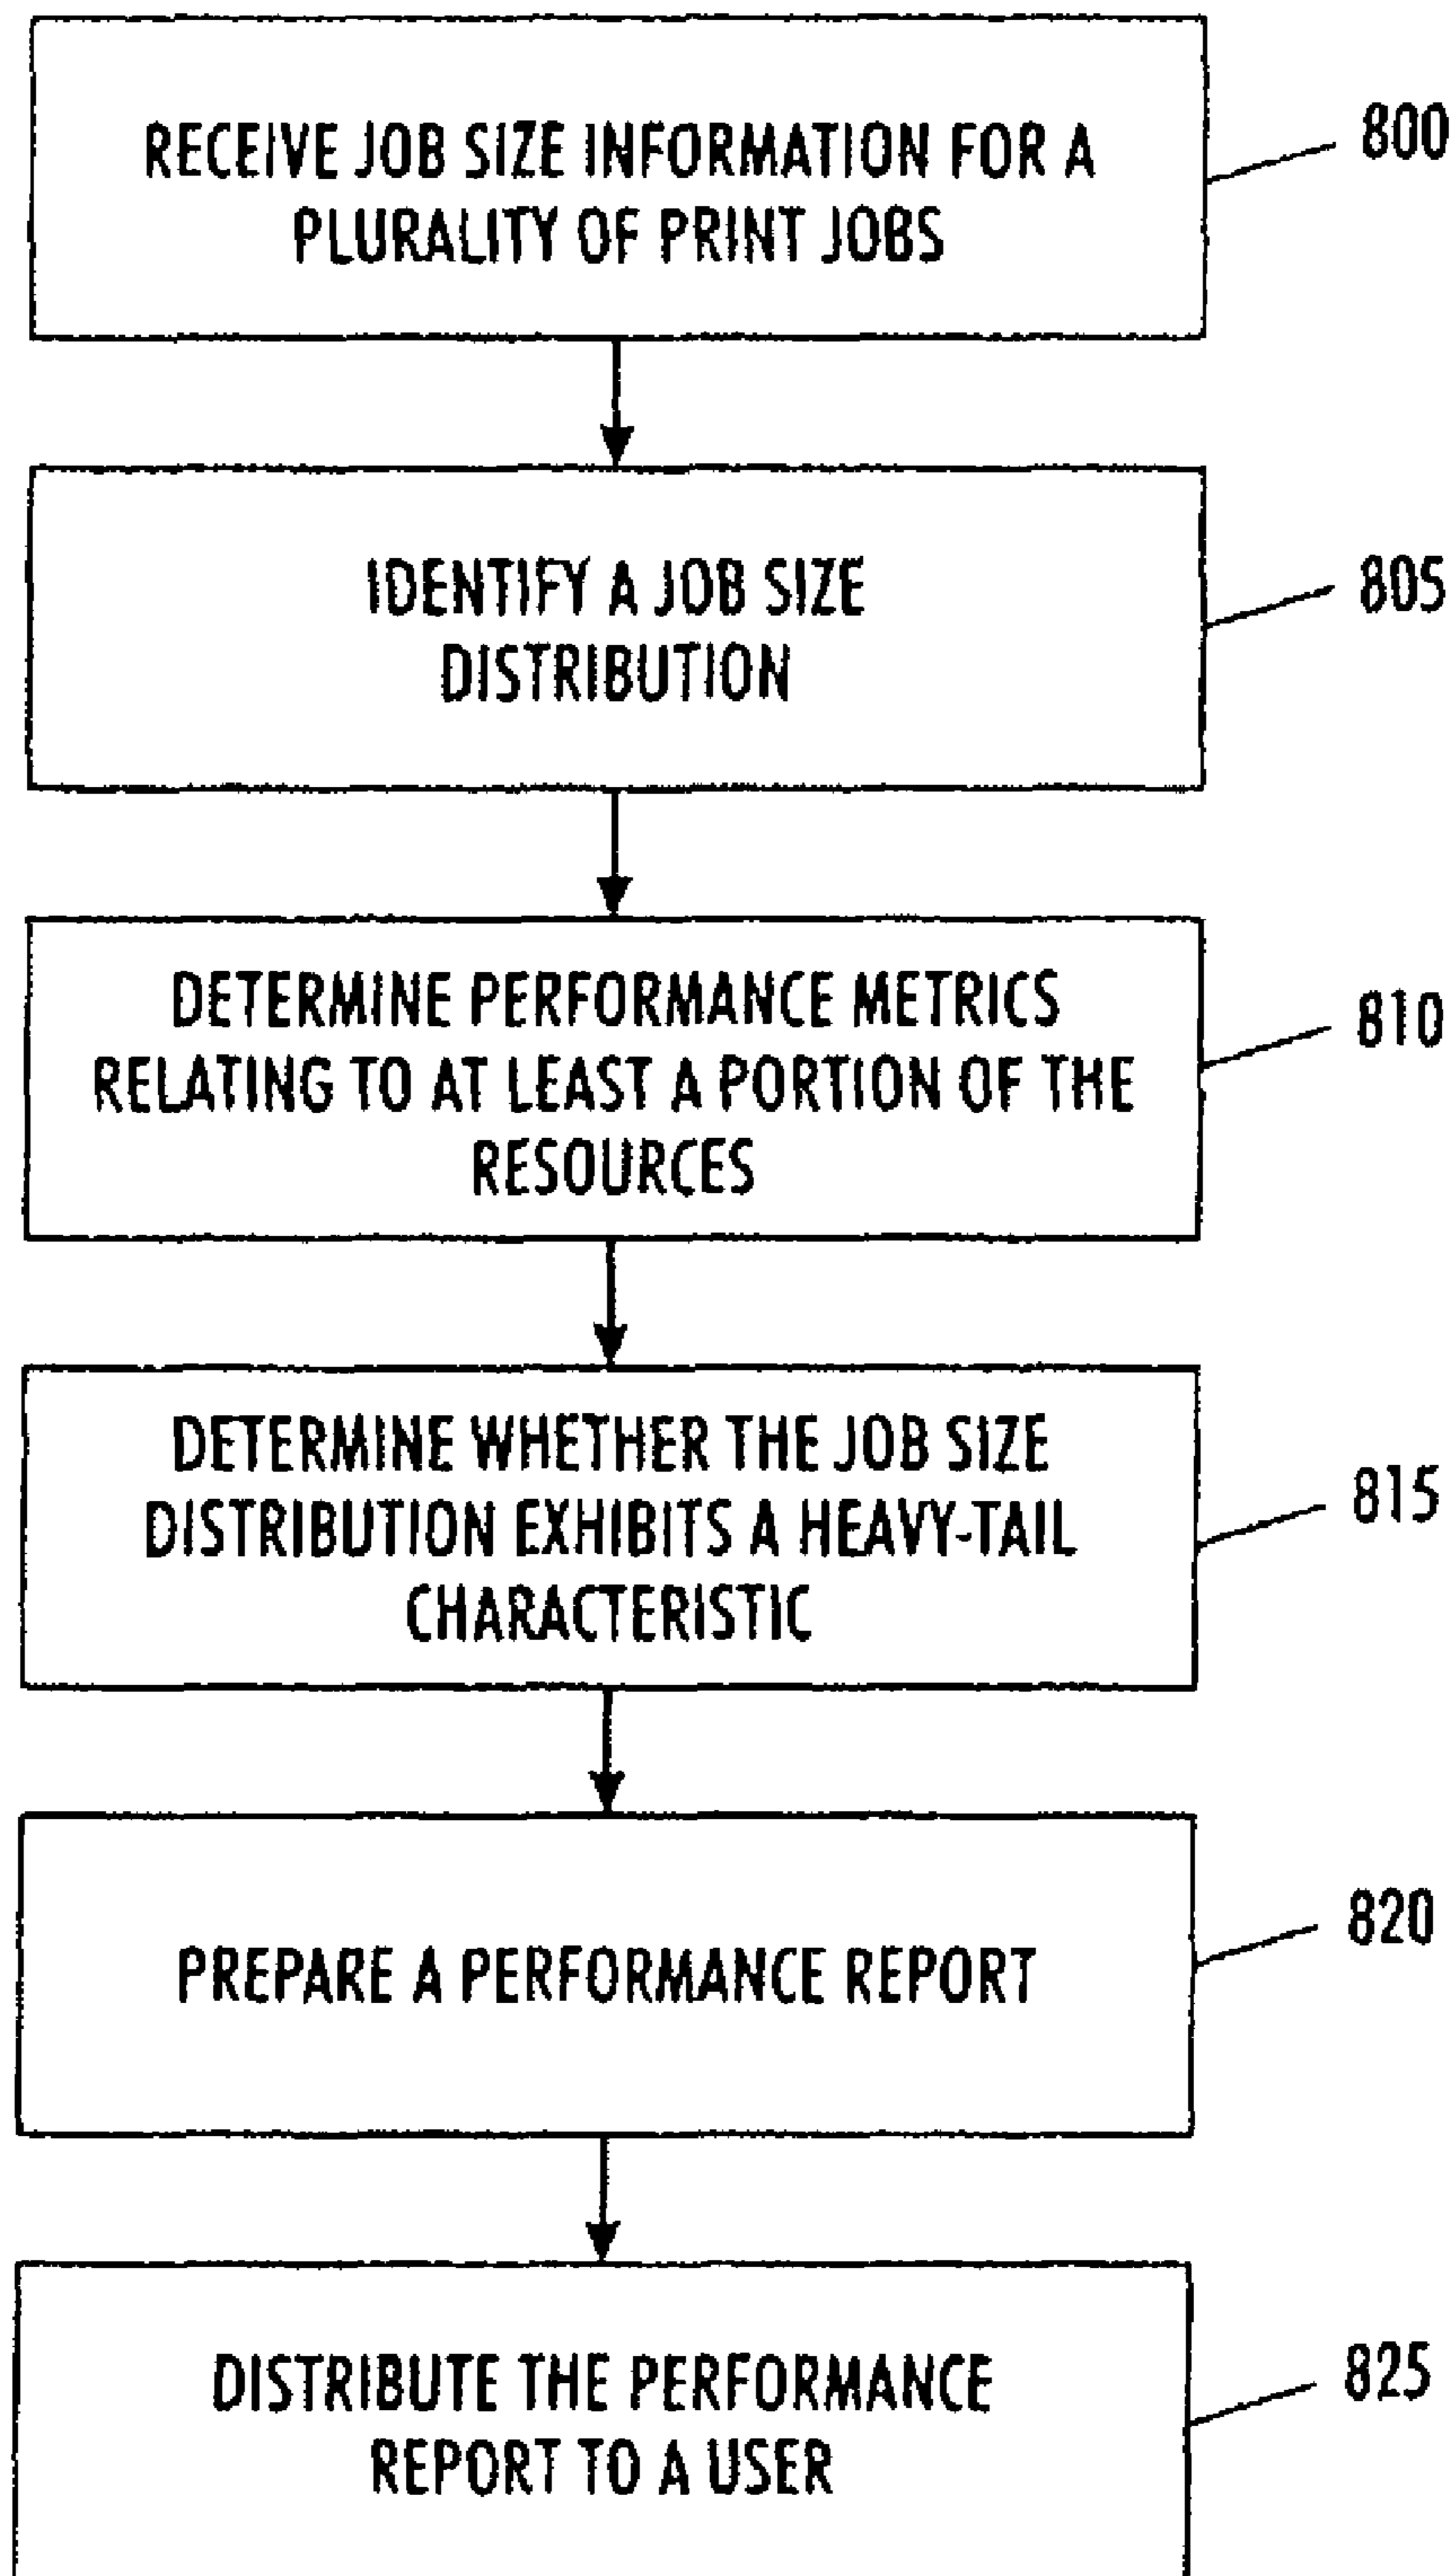 RECEIVE JOB SIZE INFORMATION FOR A
PLURALITY OF PRINT JOBS
800
IDENTIFY A JOB SIZE
DISTRIBUTION
805
DETERMINE PERFORMANCE METRICS
RELATING TO AT LEAST A PORTION OF THE
RESOURCES
810
DETERMINE WHETHER THE JOB SIZE
DISTRIBUTION EXHIBITS A HEAVY-TAIL
CHARACTERISTIC
815
PREPARE A PERFORMANCE REPORT
820
DISTRIBUTE THE PERFORMANCE
REPORT TO A USER
825